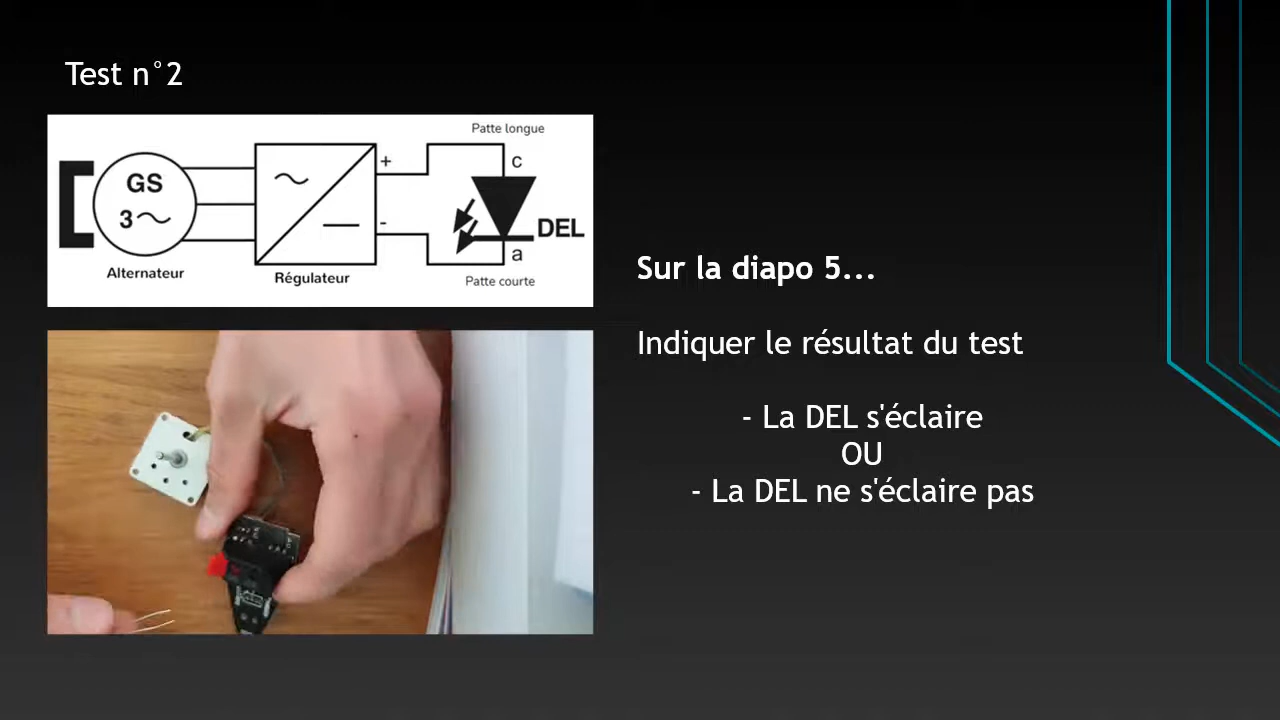 Test n°2
Patte longue
+
c
GS
3
-
DEL
a
Alternateur
Régulateur
Patte courte
Sur la diapo 5...
Indiquer le résultat du test
- La DEL s'éclaire
OU
- La DEL ne s'éclaire pas